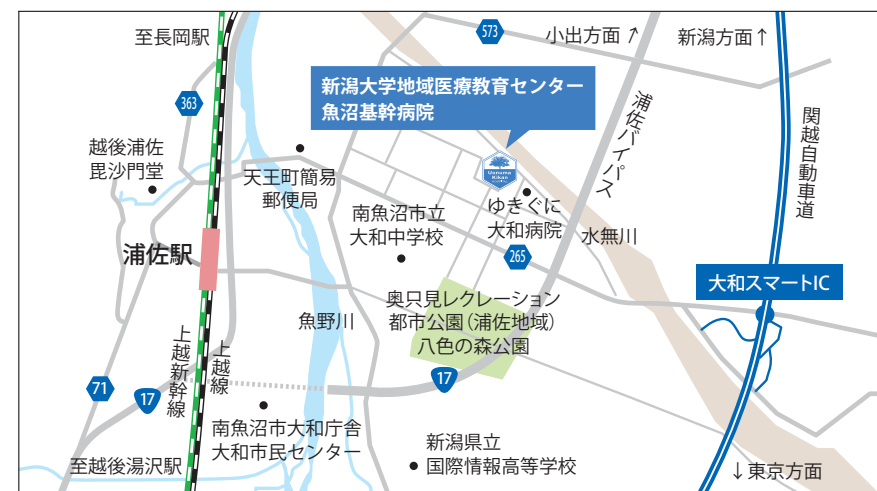 至長岡駅
573
小出方面↗
新潟方面↑
新潟大学地域医療教育センター
魚沼基幹病院
363
浦佐バイパス
関越自動車道
越後浦佐
毘沙門堂
天王町簡易
郵便局
Uonuma
Kikan
ゆきぐに
大和病院
南魚沼市立
大和中学校
水無川
265
浦佐駅
大和スマートIC
奥只見レクレーション
都市公園(浦佐地域)
八色の森公園
魚野川
上越新幹線
上越線
71
17
17
南魚沼市大和庁舎
大和市民センター
新潟県立
国際情報高等学校
至越後湯沢駅
↓東京方面